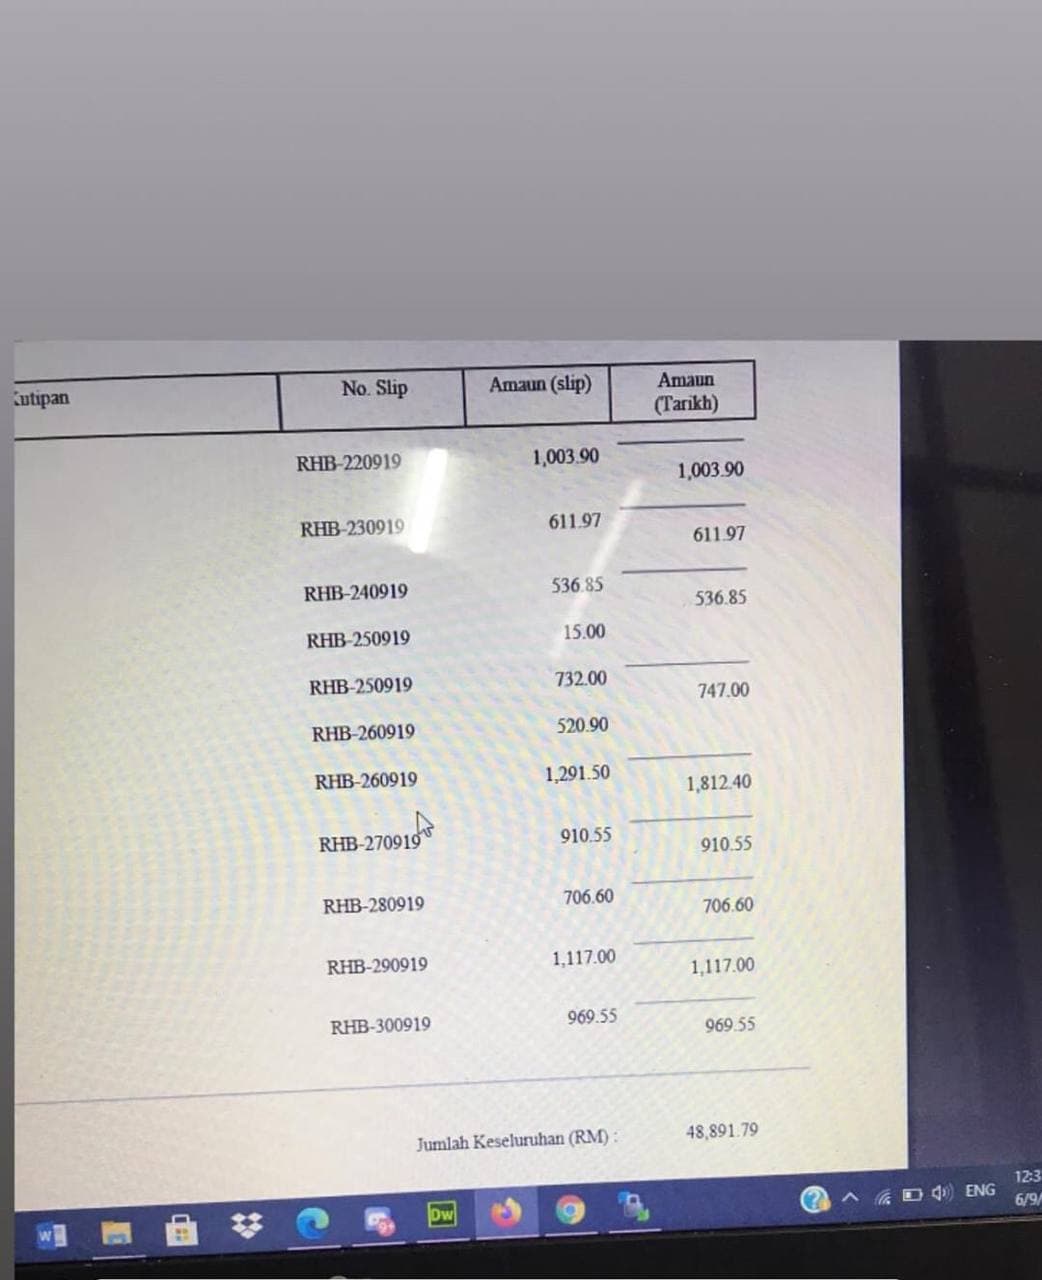 No. Slip Amaun (slip) Amaun
(Tarikh)
RHB-220919 1,003.90 1,003.90
RHB-230919 611.97 611.97
RHB-240919 536.85 536.85
RHB-250919 15.00
RHB-250919 732.00 747.00
RHB-260919 520.90
RHB-260919 1,291.50 1,812.40
RHB-270919 910.55 910.55
RHB-280919 706.60 706.60
RHB-290919 1,117.00 1,117.00
RHB-300919 969.55 969.55
Jumlah Keseluruhan (RM) : 48,891.79
W 9+ Dw ? ENG